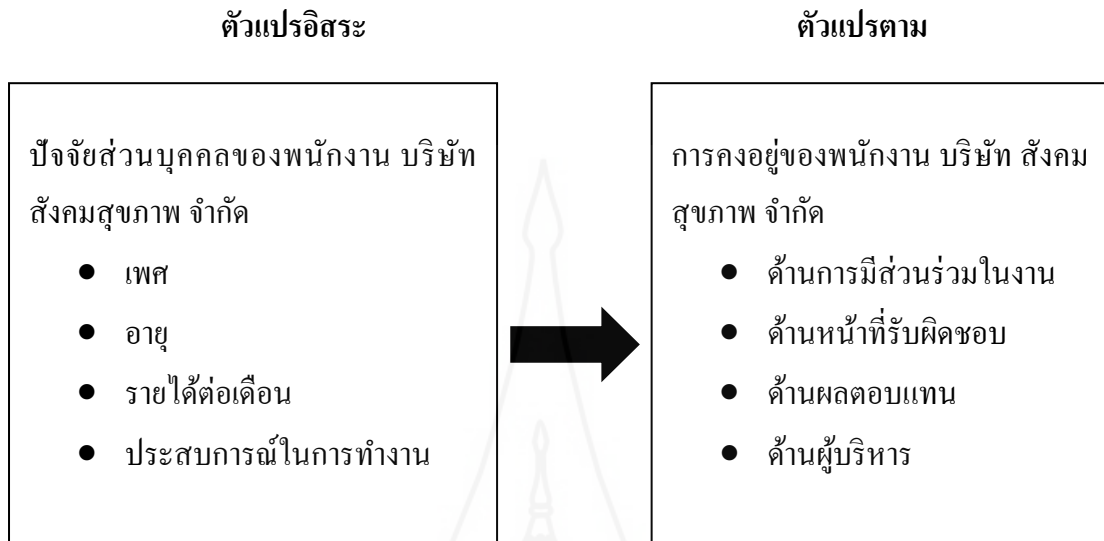 ตัวแปรอิสระ
ตัวแปรตาม
ปัจจัยส่วนบุคคลของพนักงาน บริษัท
สังคมสุขภาพ จำกัด
● เพศ
● อายุ
● รายได้ต่อเดือน
● ประสบการณ์ในการทำงาน
การคงอยู่ของพนักงาน บริษัท สังคม
สุขภาพ จำกัด
● ด้านการมีส่วนร่วมในงาน
● ด้านหน้าที่รับผิดชอบ
● ด้านผลตอบแทน
● ด้านผู้บริหาร